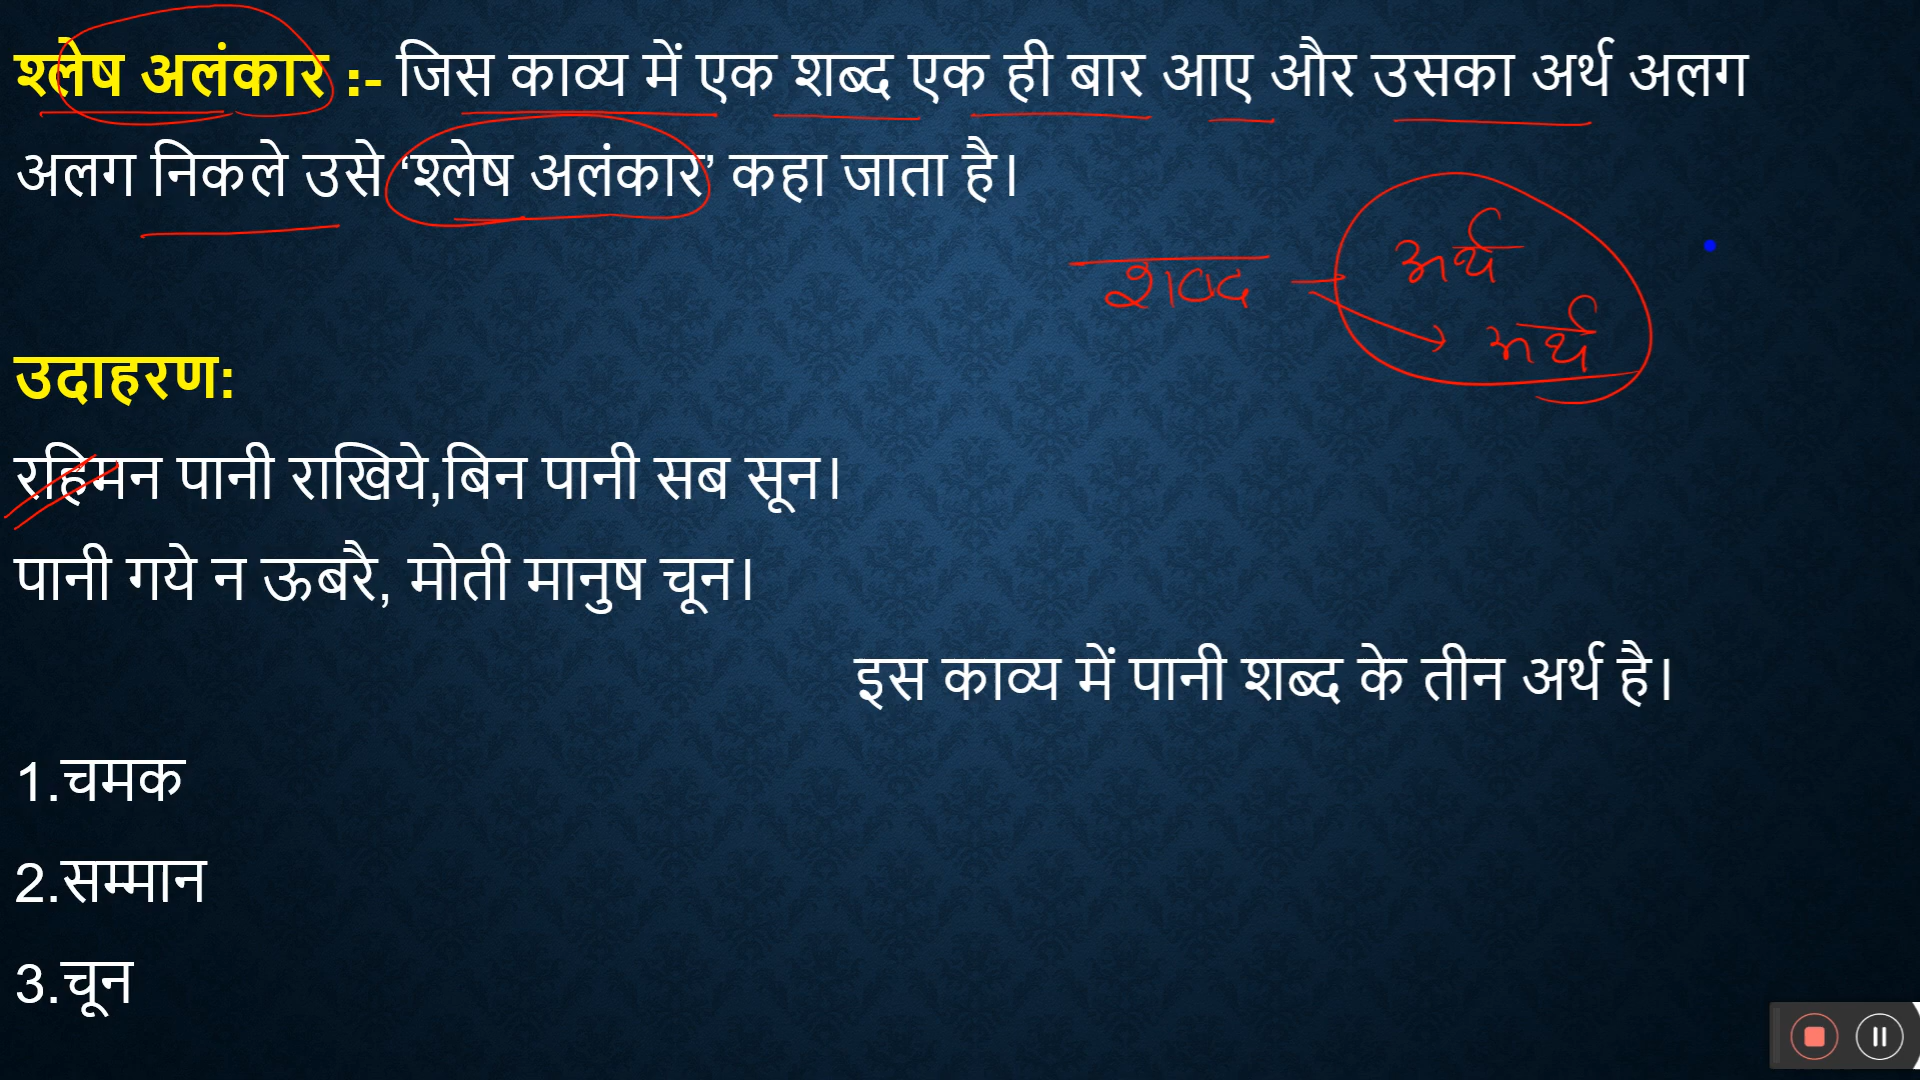 श्लेष अलंकार :- जिस काव्य में एक शब्द एक ही बार आए और उसका अर्थ अलग
अलग निकले उसे ‘श्लेष अलंकार’ कहा जाता है।
शब्द
अर्थ
अर्थ
उदाहरण:
रहिमन पानी राखिये,बिन पानी सब सून।
पानी गये न ऊबरै, मोती मानुष चून।
इस काव्य में पानी शब्द के तीन अर्थ है।
1.चमक
2.सम्मान
3.चून